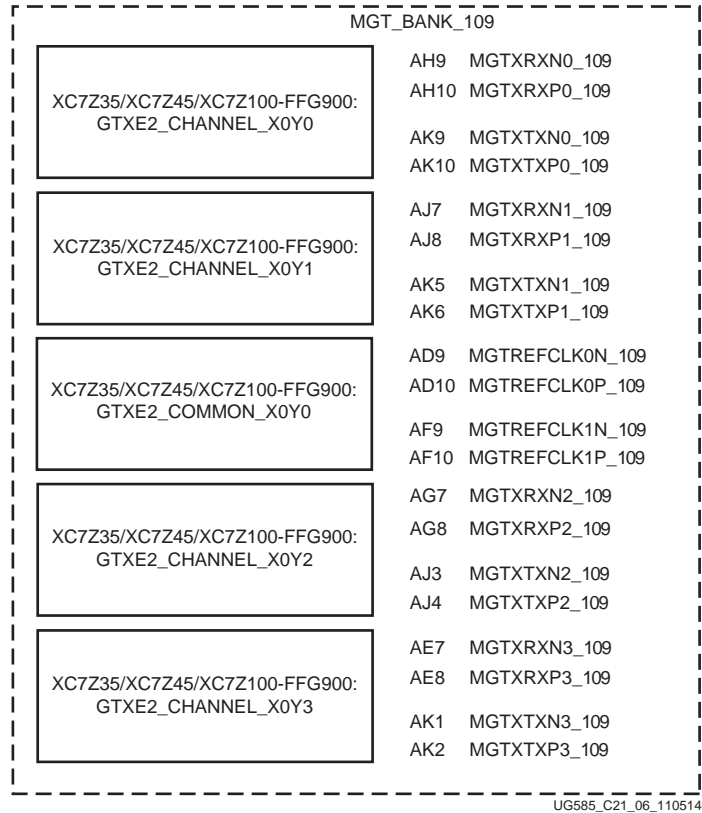 MGT_BANK_109
XC7Z35/XC7Z45/XC7Z100-FFG900:
GTXE2_CHANNEL_X0Y0
AH9 MGTXRXN0_109
AH10 MGTXRXP0_109
AK9 MGTXTXN0_109
AK10 MGTXTXP0_109
XC7Z35/XC7Z45/XC7Z100-FFG900:
GTXE2_CHANNEL_X0Y1
AJ7 MGTXRXN1_109
AJ8 MGTXRXP1_109
AK5 MGTXTXN1_109
AK6 MGTXTXP1_109
XC7Z35/XC7Z45/XC7Z100-FFG900:
GTXE2_COMMON_X0Y0
AD9 MGTREFCLK0N_109
AD10 MGTREFCLK0P_109
AF9 MGTREFCLK1N_109
AF10 MGTREFCLK1P_109
XC7Z35/XC7Z45/XC7Z100-FFG900:
GTXE2_CHANNEL_X0Y2
AG7 MGTXRXN2_109
AG8 MGTXRXP2_109
AJ3 MGTXTXN2_109
AJ4 MGTXTXP2_109
XC7Z35/XC7Z45/XC7Z100-FFG900:
GTXE2_CHANNEL_X0Y3
AE7 MGTXRXN3_109
AE8 MGTXRXP3_109
AK1 MGTXTXN3_109
AK2 MGTXTXP3_109
UG585_C21_06_110514